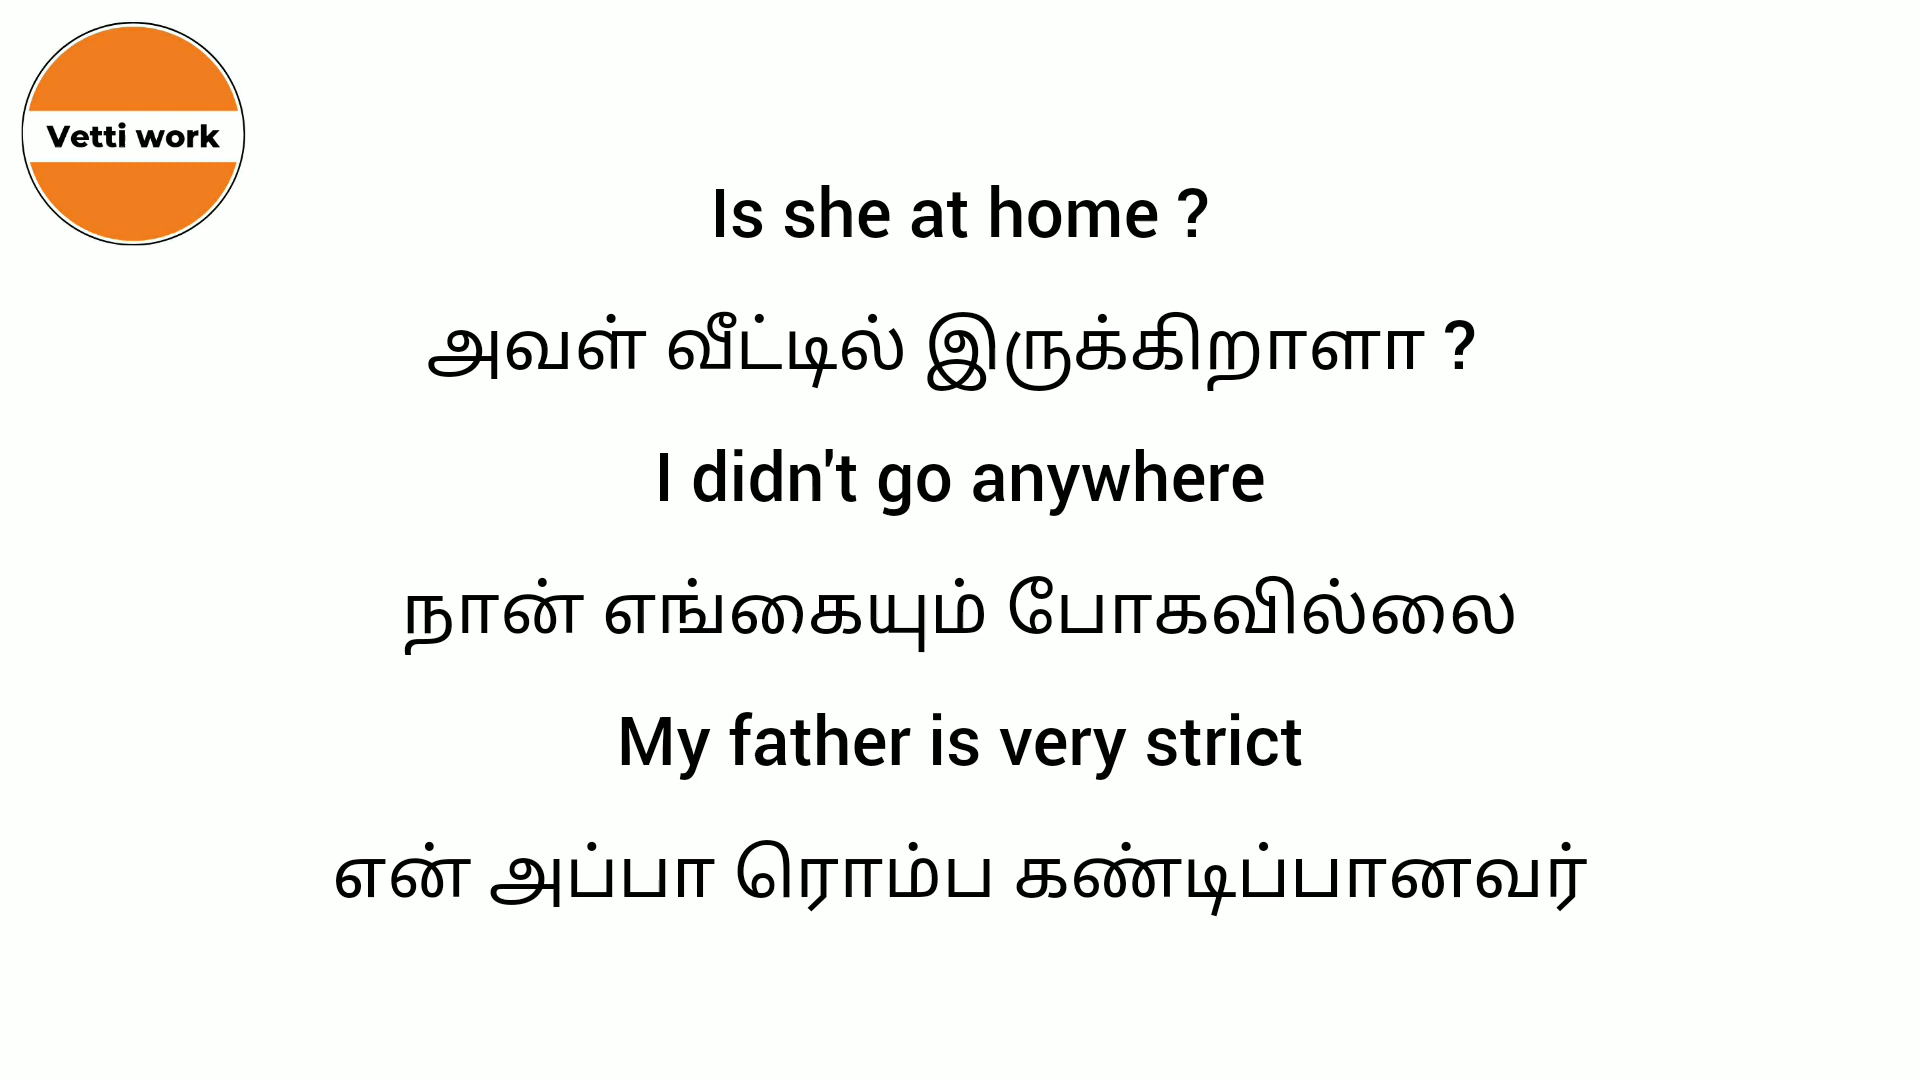 Vetti work
Is she at home ?
அவள் வீட்டில் இருக்கிறாளா ?
I didn't go anywhere
நான் எங்கையும் போகவில்லை
My father is very strict
என் அப்பா ரொம்ப கண்டிப்பானவர்